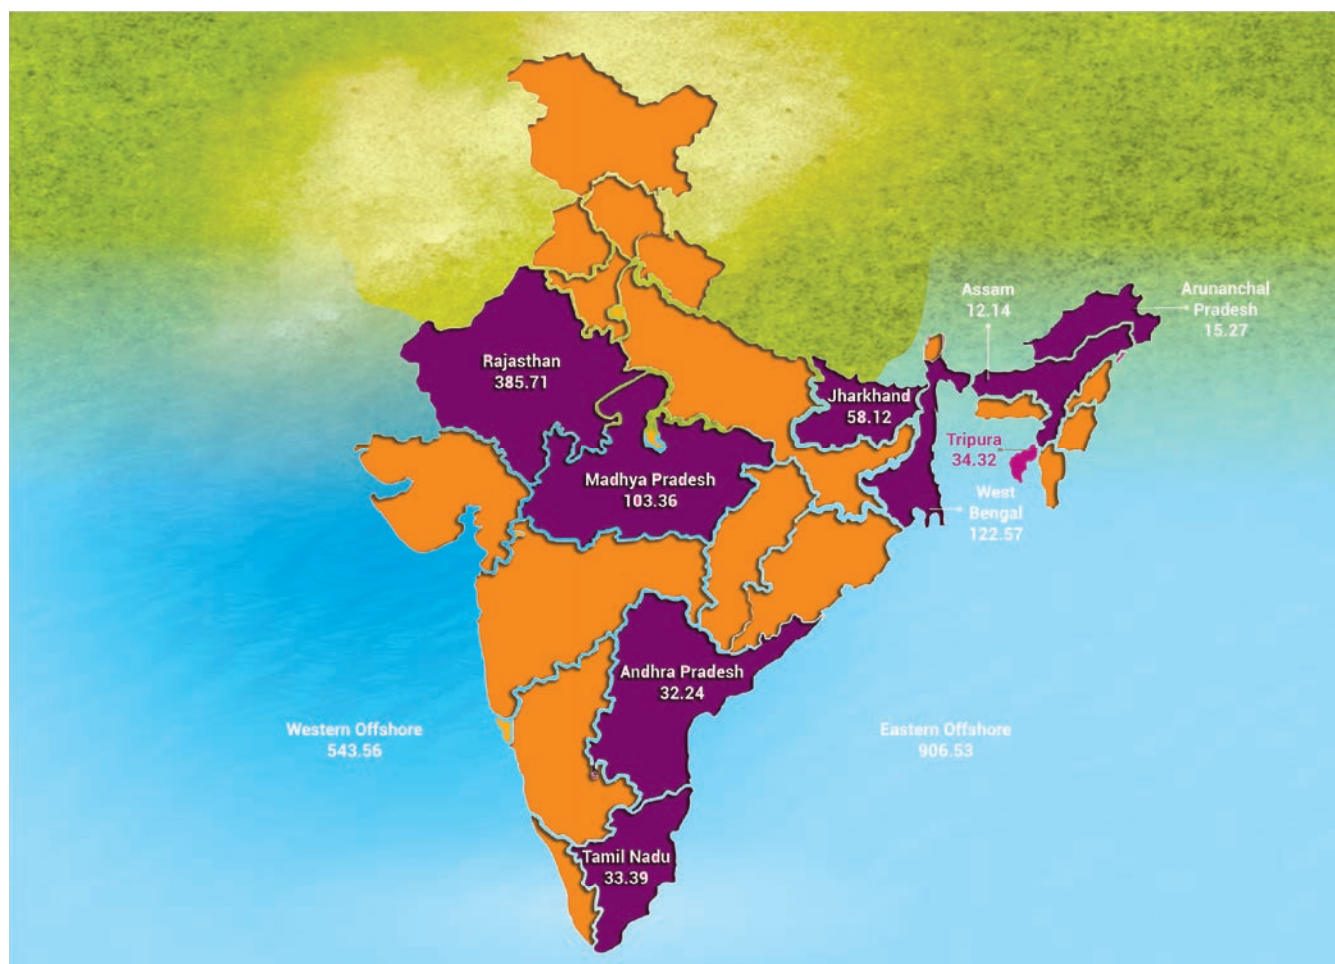 Assam
12.14
Arunanchal
Pradesh
15.27
Rajasthan
385.71
Jharkhand
58.12
Tripura
34.32
Madhya Pradesh
103.36
West
Bengal
122.57
Andhra Pradesh
32.24
Western Offshore
543.56
Eastern Offshore
906.53
Tamil Nadu
33.39